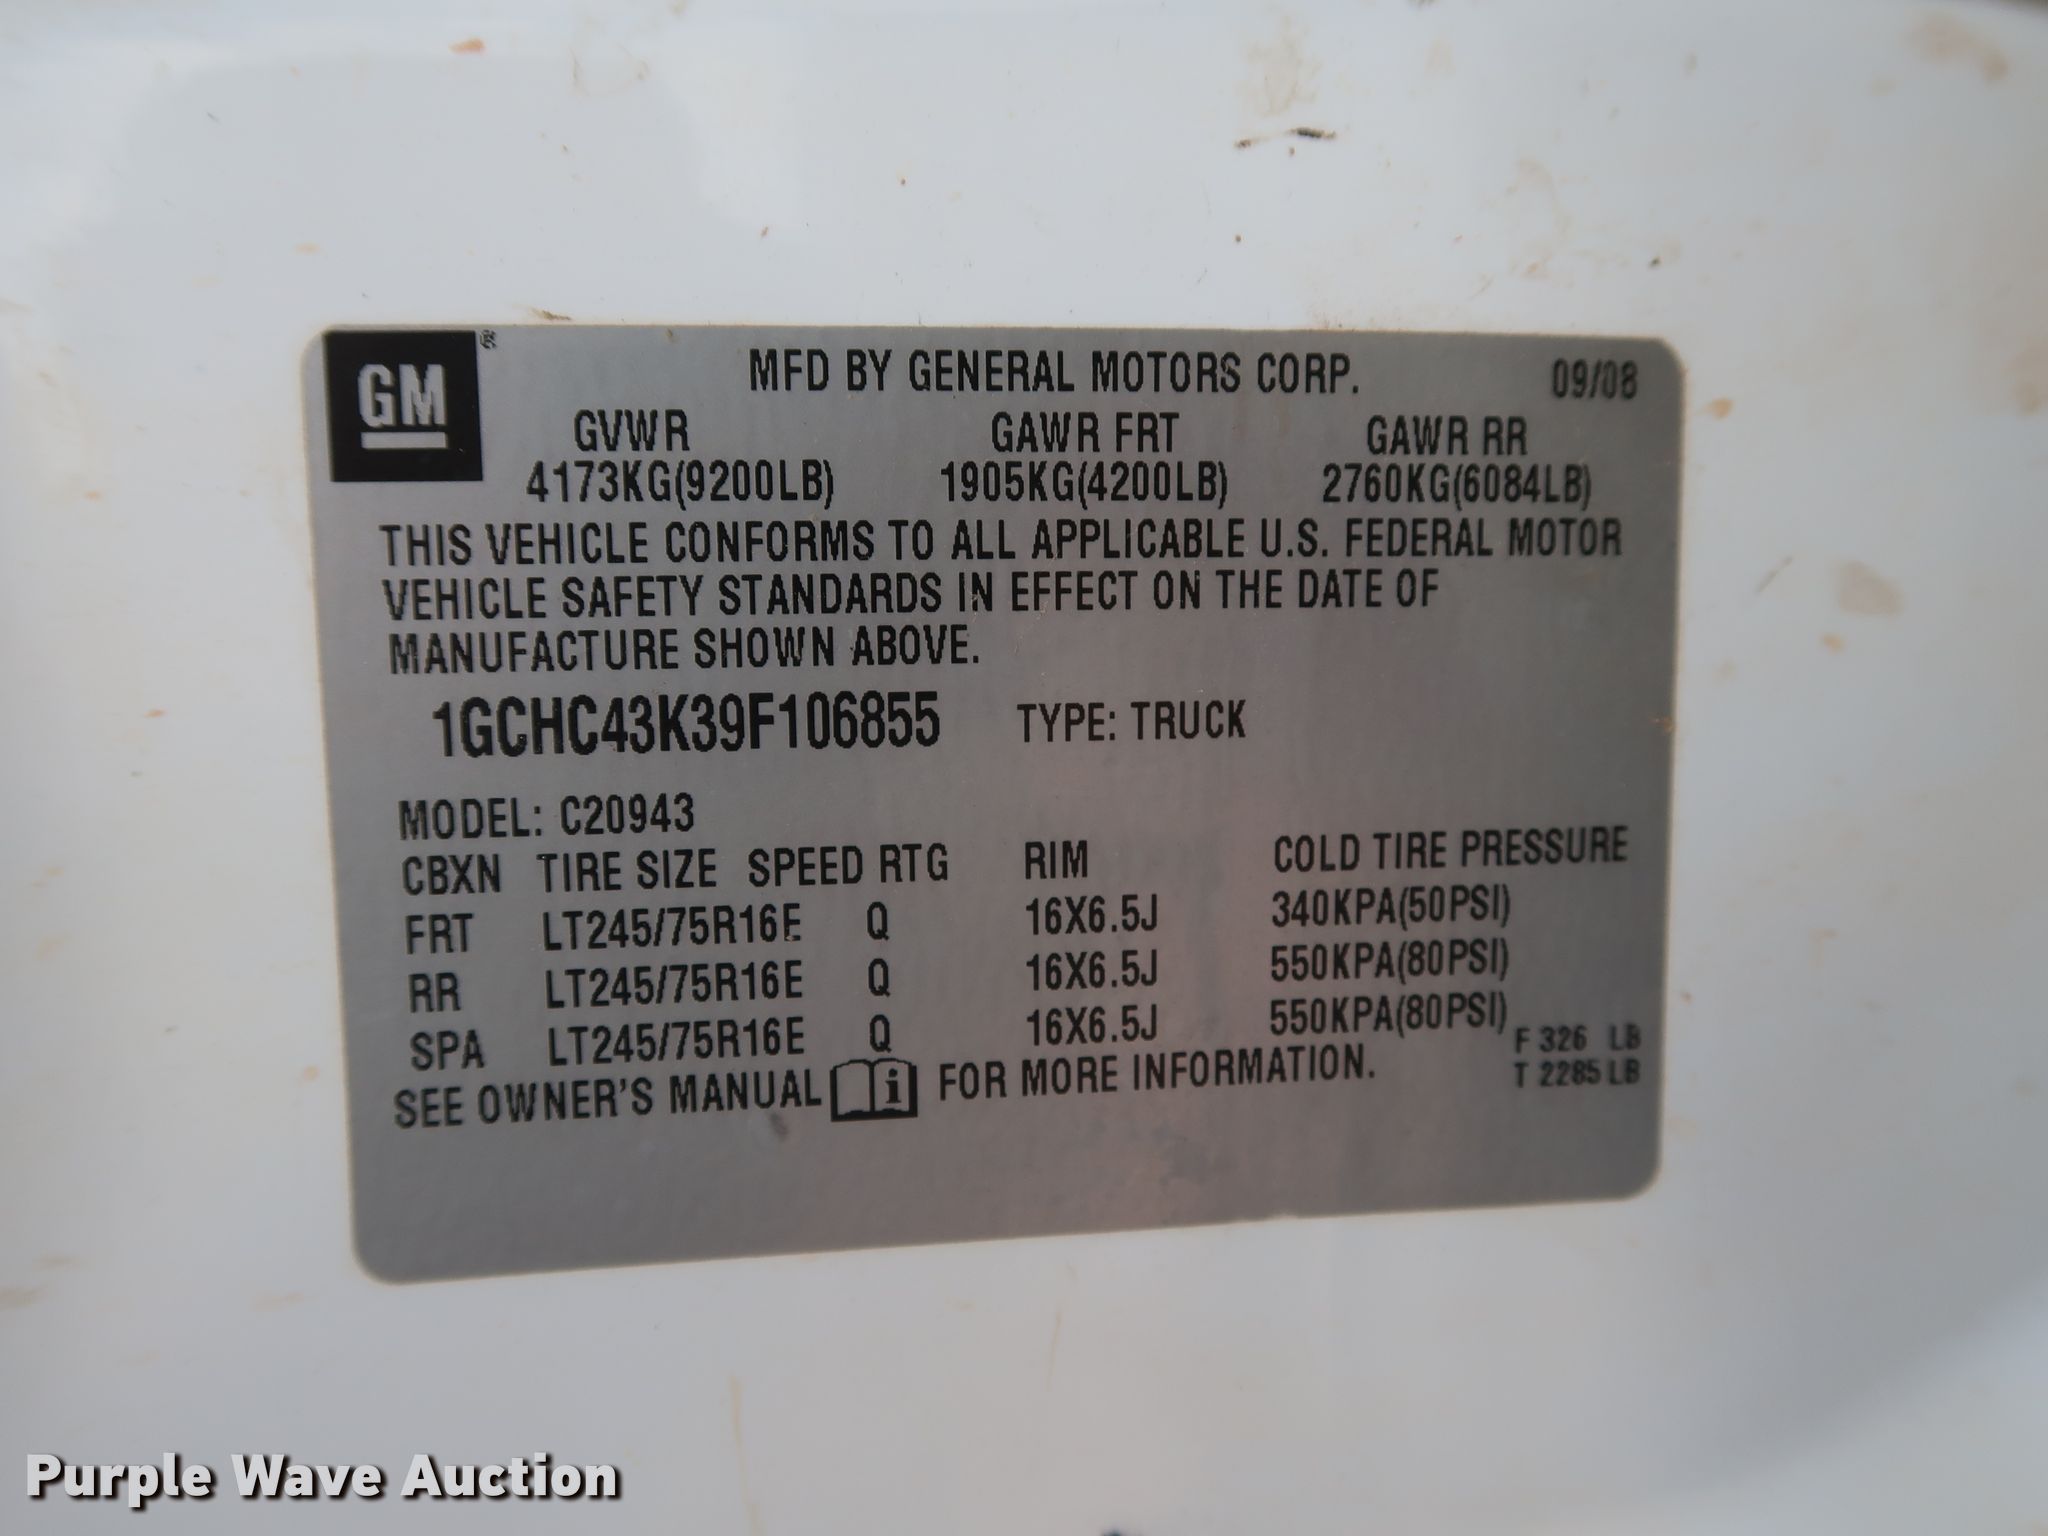 GM®
MFD BY GENERAL MOTORS CORP. 09/08
GVWR GAWR FRT GAWR RR
4173KG(9200LB) 1905KG(4200LB) 2760KG(6084LB)
THIS VEHICLE CONFORMS TO ALL APPLICABLE U.S. FEDERAL MOTOR
VEHICLE SAFETY STANDARDS IN EFFECT ON THE DATE OF
MANUFACTURE SHOWN ABOVE.
1GCHC43K39F106855 TYPE: TRUCK
MODEL: C20943
CBXN TIRE SIZE SPEED RTG RIM COLD TIRE PRESSURE
FRT LT245/75R16E Q 16X6.5J 340KPA(50PSI)
RR LT245/75R16E Q 16X6.5J 550KPA(80PSI)
SPA LT245/75R16E Q 16X6.5J 550KPA(80PSI)
F 326 LB
SEE OWNER'S MANUAL i FOR MORE INFORMATION. T 2285 LB
Purple Wave Auction